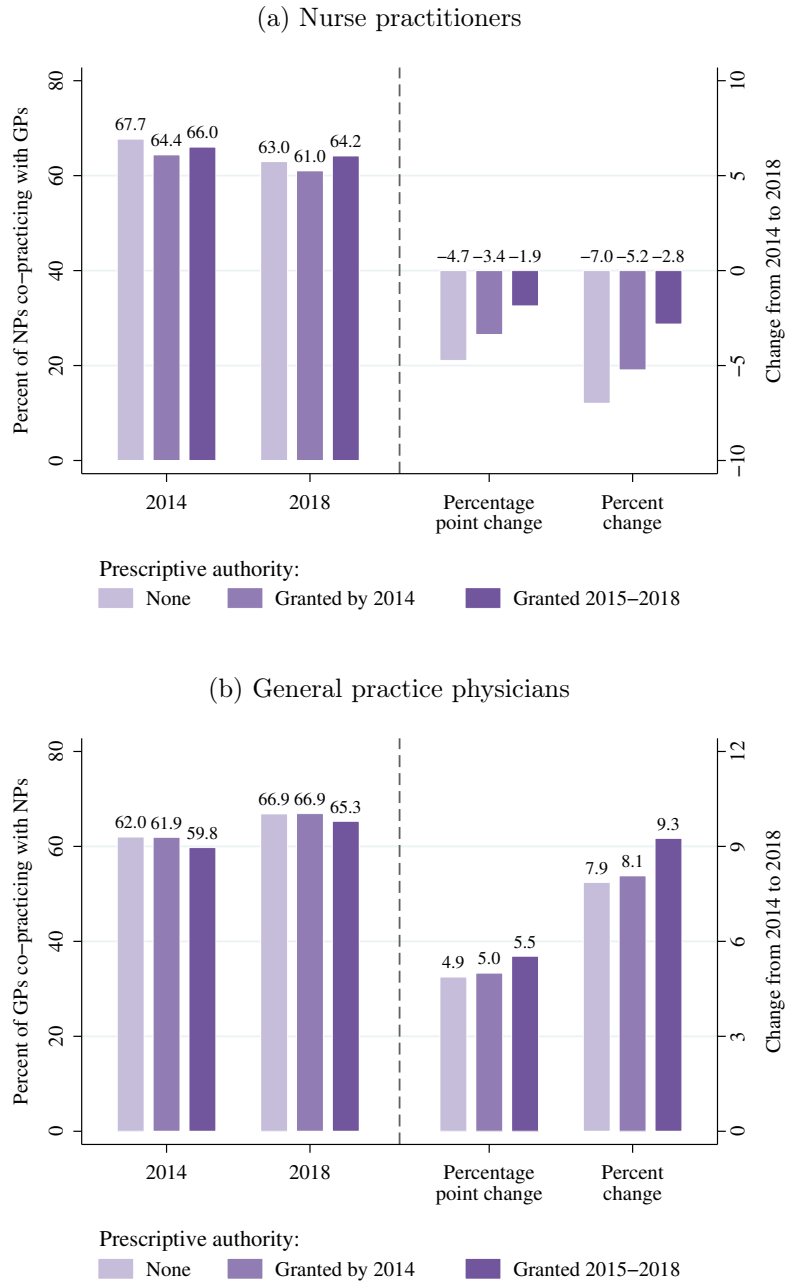 (a) Nurse practitioners
Percent of NPs co−practicing with GPs
80
60
40
20
0
67.7 64.4 66.0
63.0 61.0 64.2
−4.7 −3.4 −1.9
−7.0 −5.2 −2.8
10
5
0
−5
−10
Change from 2014 to 2018
2014
2018
Percentage
point change
Percent
change
Prescriptive authority:
None Granted by 2014 Granted 2015−2018
(b) General practice physicians
Percent of GPs co−practicing with NPs
80
60
40
20
0
62.0 61.9 59.8
66.9 66.9 65.3
4.9 5.0 5.5
7.9 8.1 9.3
12
9
6
3
0
Change from 2014 to 2018
2014
2018
Percentage
point change
Percent
change
Prescriptive authority:
None Granted by 2014 Granted 2015−2018